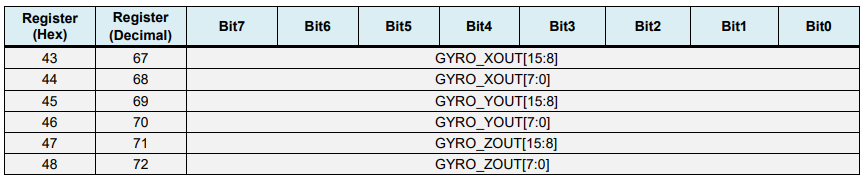 Register (Hex) Register (Decimal) Bit7 Bit6 Bit5 Bit4 Bit3 Bit2 Bit1 Bit0
43 67 GYRO_XOUT[15:8]
44 68 GYRO_XOUT[7:0]
45 69 GYRO_YOUT[15:8]
46 70 GYRO_YOUT[7:0]
47 71 GYRO_ZOUT[15:8]
48 72 GYRO_ZOUT[7:0]